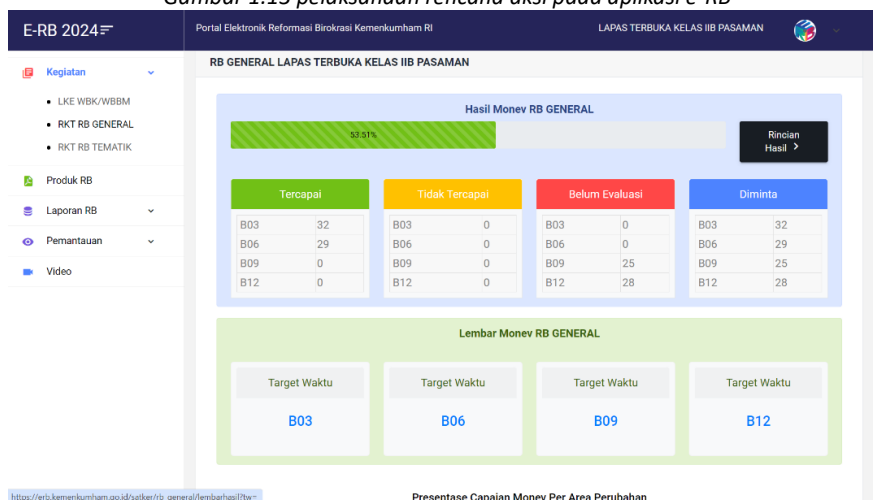 Gambar 1.13 pelaksanaan rencana aksi pada aplikasi e-RB
E-RB 2024
Portal Elektronik Reformasi Birokrasi Kemenkumham RI
LAPAS TERBUKA KELAS IIB PASAMAN
Kegiatan
LKE WBK/WBBM
RKT RB GENERAL
RKT RB TEMATIK
Produk RB
Laporan RB
Pemantauan
Video
RB GENERAL LAPAS TERBUKA KELAS IIB PASAMAN
Hasil Monev RB GENERAL
53.51%
Rincian
Hasil >
Tercapai
B03 32
B06 29
B09 0
B12 0
Tidak Tercapai
B03 0
B06 0
B09 0
B12 0
Belum Evaluasi
B03 0
B06 0
B09 25
B12 28
Diminta
B03 32
B06 29
B09 25
B12 28
Lembar Monev RB GENERAL
Target Waktu
B03
Target Waktu
B06
Target Waktu
B09
Target Waktu
B12
Presentase Capaian Monev Per Area Perubahan
https://erb.kemenkumham.go.id/satker/rb_general/lembarhasil?tw=